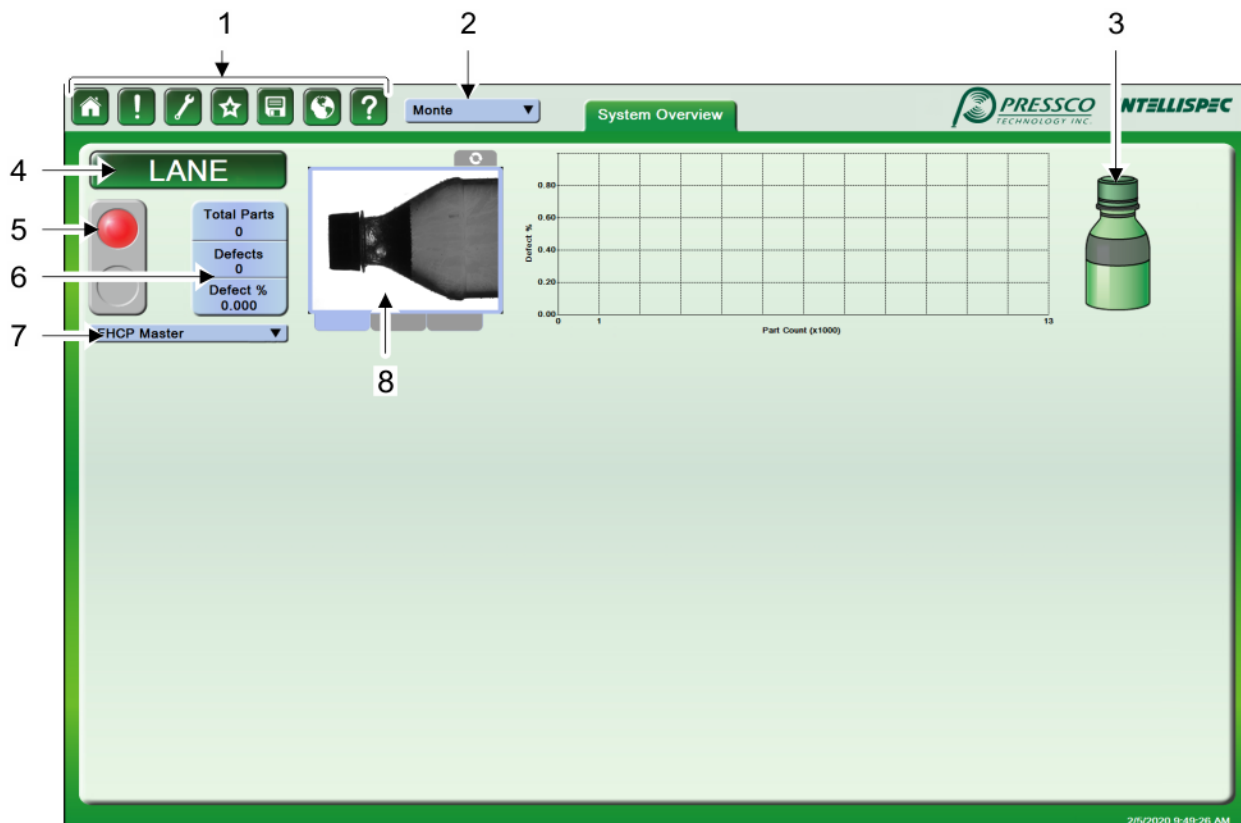 1
2
3
!
?
Monte
System Overview
PRESSCO
TECHNOLOGY INC.
INTELLISPEC
4
LANE
5
Total Parts
0
Defects
0
6
Defect %
0.000
7
FHCP Master
8
Defect %
0.80
0.60
0.40
0.20
0.00
0
1
13
Part Count (x1000)
2/5/2020 9:49:26 AM